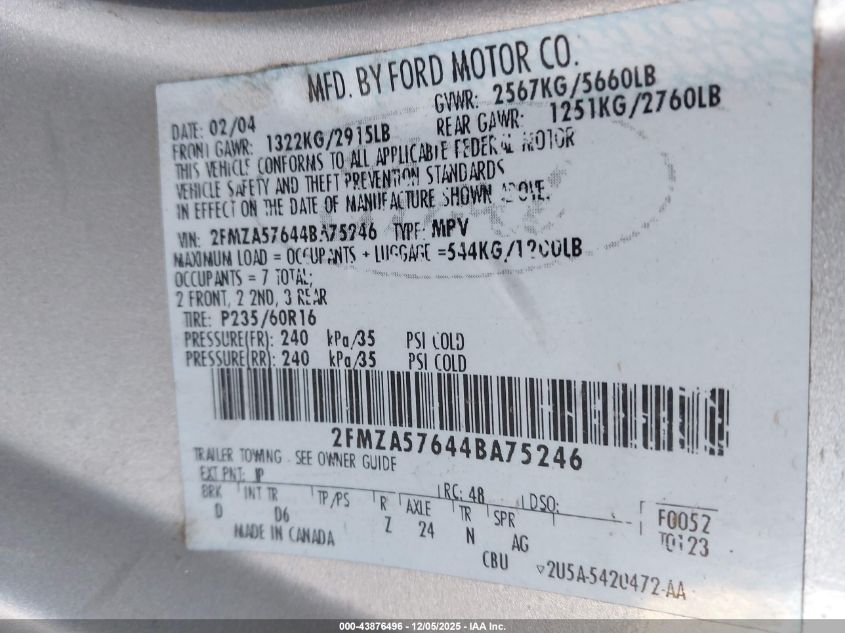 MFD. BY FORD MOTOR CO.
DATE: 02/04 GVWR: 2567KG/5660LB
FRONT GAWR: 1322KG/2915LB REAR GAWR: 1251KG/2760LB
THIS VEHICLE CONFORMS TO ALL APPLICABLE FEDERAL MOTOR
VEHICLE SAFETY AND THEFT PREVENTION STANDARDS
IN EFFECT ON THE DATE OF MANUFACTURE SHOWN ABOVE.
VIN: 2FMZA57644BA75246 TYPE: MPV
MAXIMUM LOAD = OCCUPANTS + LUGGAGE =544KG/1200LB
OCCUPANTS = 7 TOTAL;
2 FRONT, 2 2ND, 3 REAR
TIRE: P235/60R16
PRESSURE(FR): 240 kPa/35 PSI COLD
PRESSURE(RR): 240 kPa/35 PSI COLD
2FMZA57644BA75246
TRAILER TOWING - SEE OWNER GUIDE
EXT PNT: JP RC: 48 DSO:
BRK INT TR TP/PS R AXLE TR SPR F0052
D D6 Z 24 N AG T0123
MADE IN CANADA CBU ▽2U5A-5420472-AA
000-43876496 - 12/05/2025 - IAA Inc.